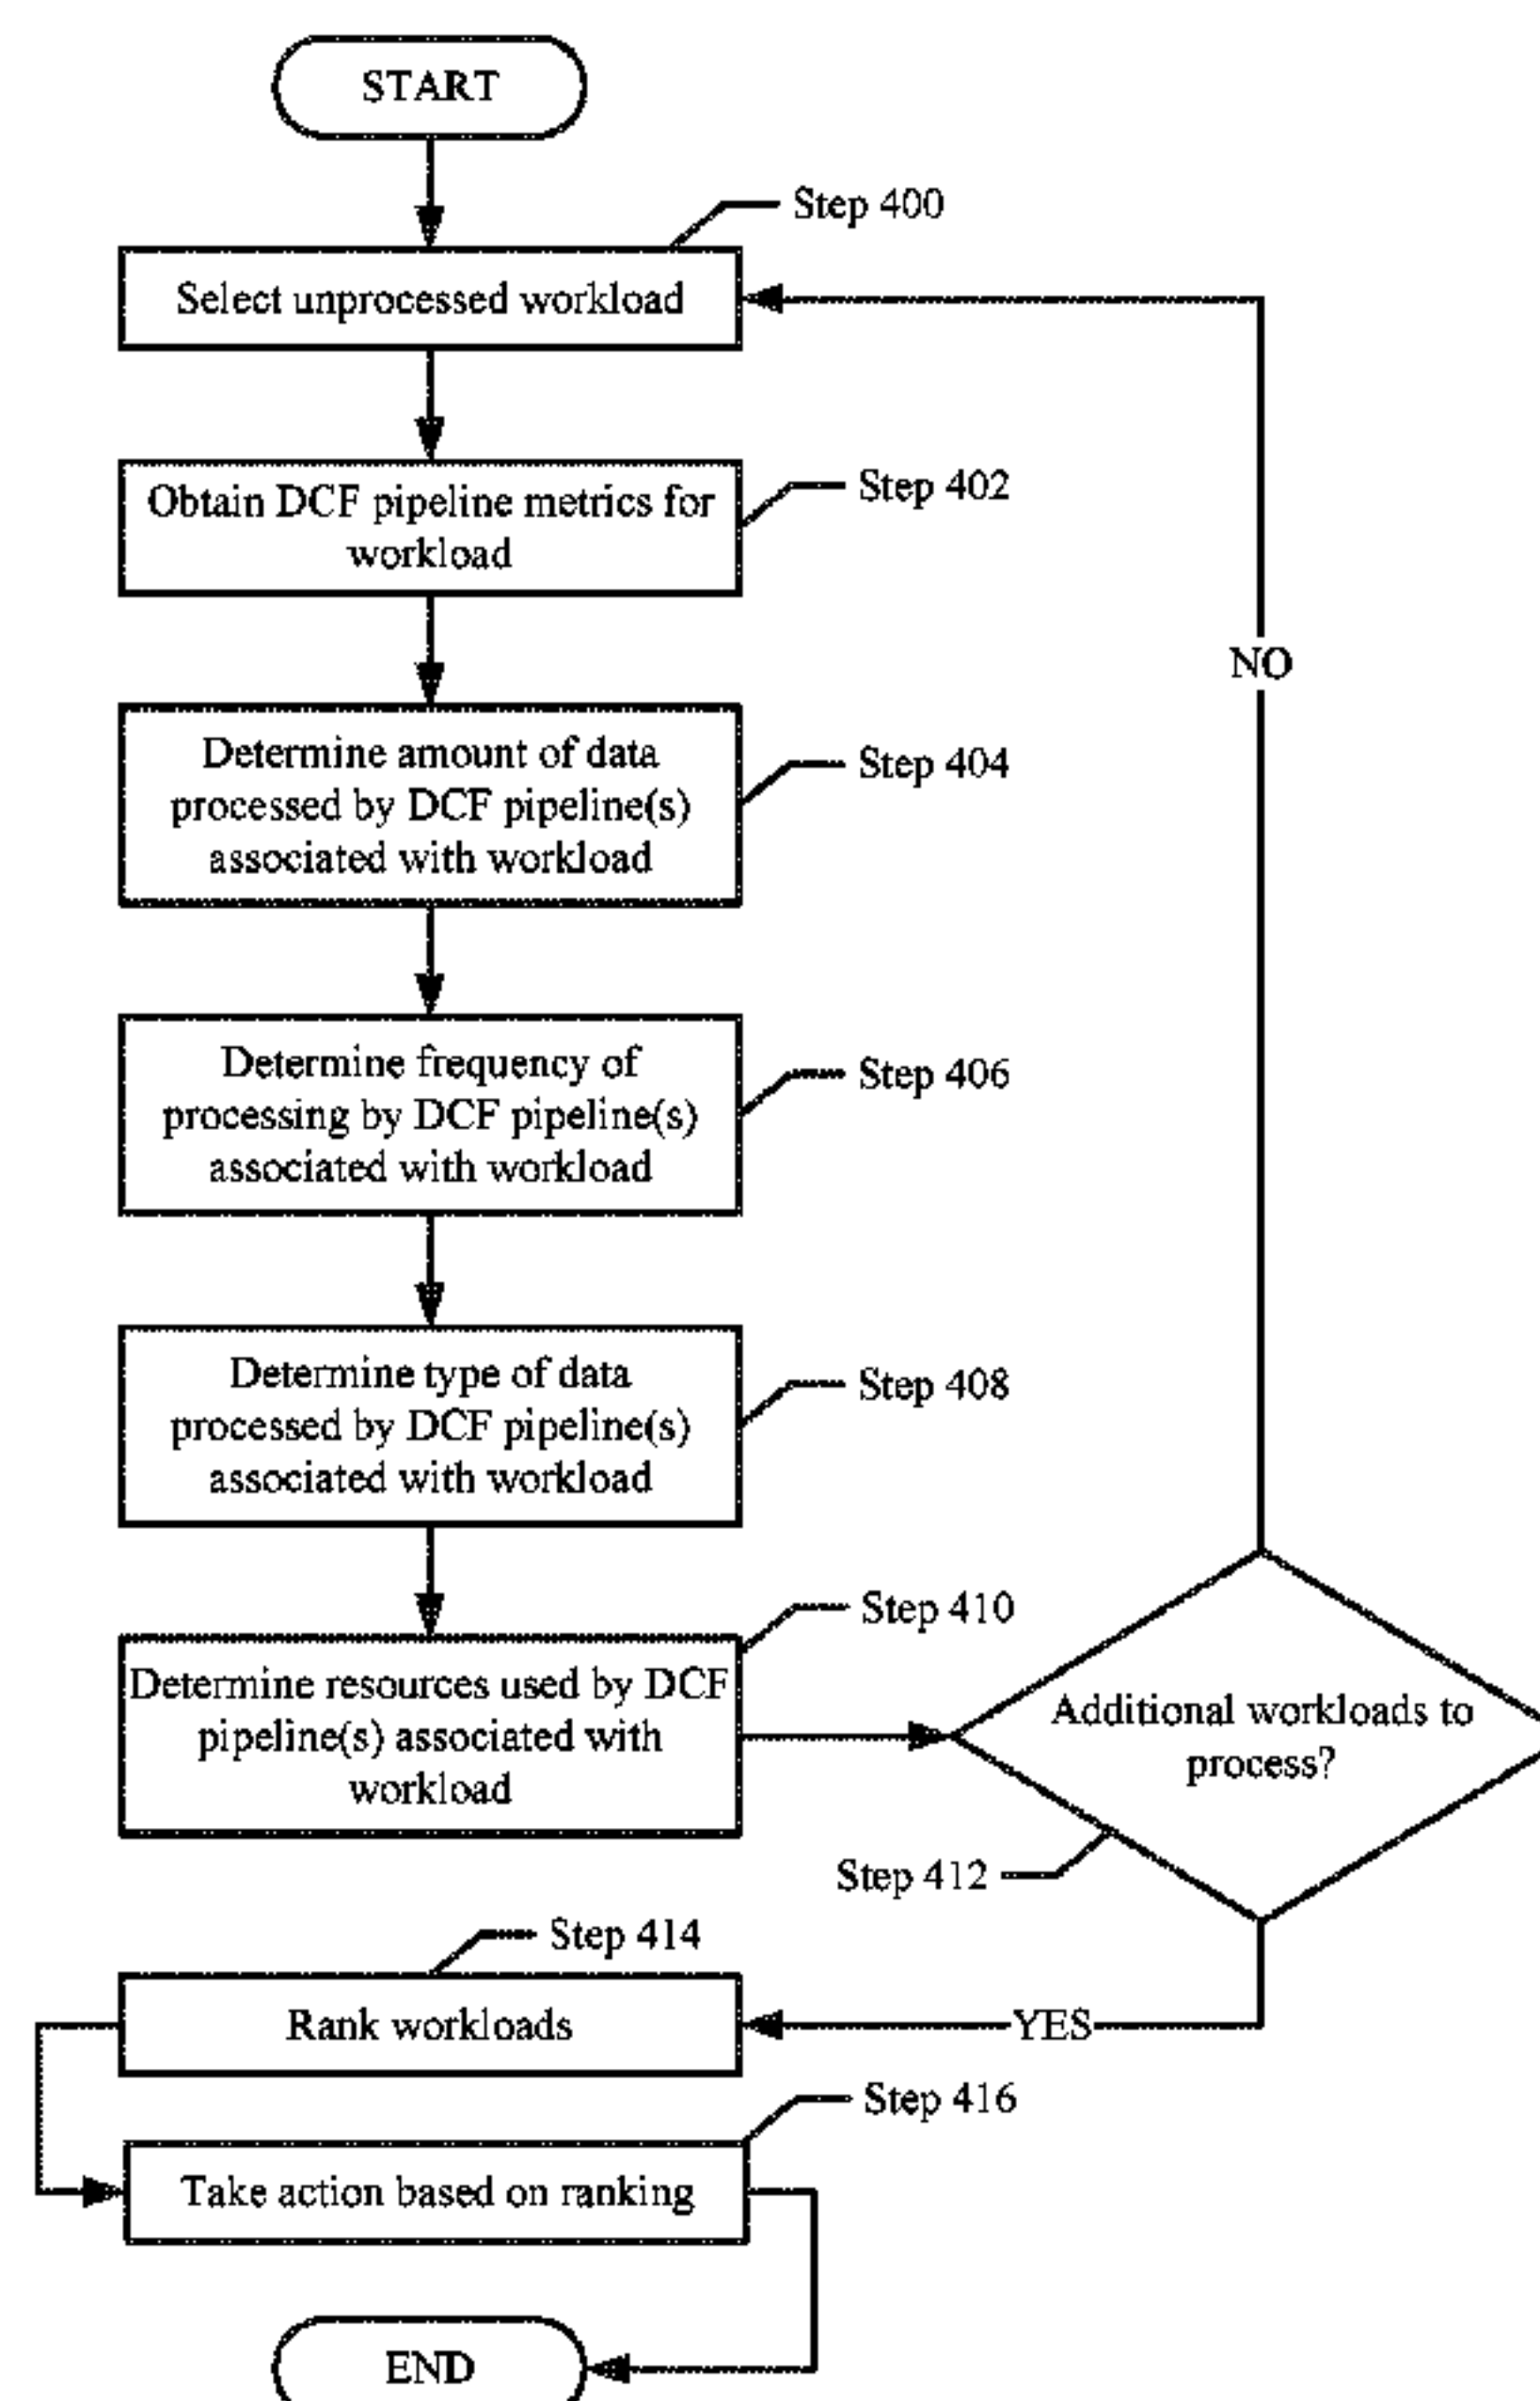 START
Step 400
Select unprocessed workload
Step 402
Obtain DCF pipeline metrics for
workload
NO
Step 404
Determine amount of data
processed by DCF pipeline(s)
associated with workload
Step 406
Determine frequency of
processing by DCF pipeline(s)
associated with workload
Step 408
Determine type of data
processed by DCF pipeline(s)
associated with workload
Step 410
Determine resources used by DCF
pipeline(s) associated with
workload
Additional workloads to
process?
Step 412
Step 414
Rank workloads
YES
Step 416
Take action based on ranking
END